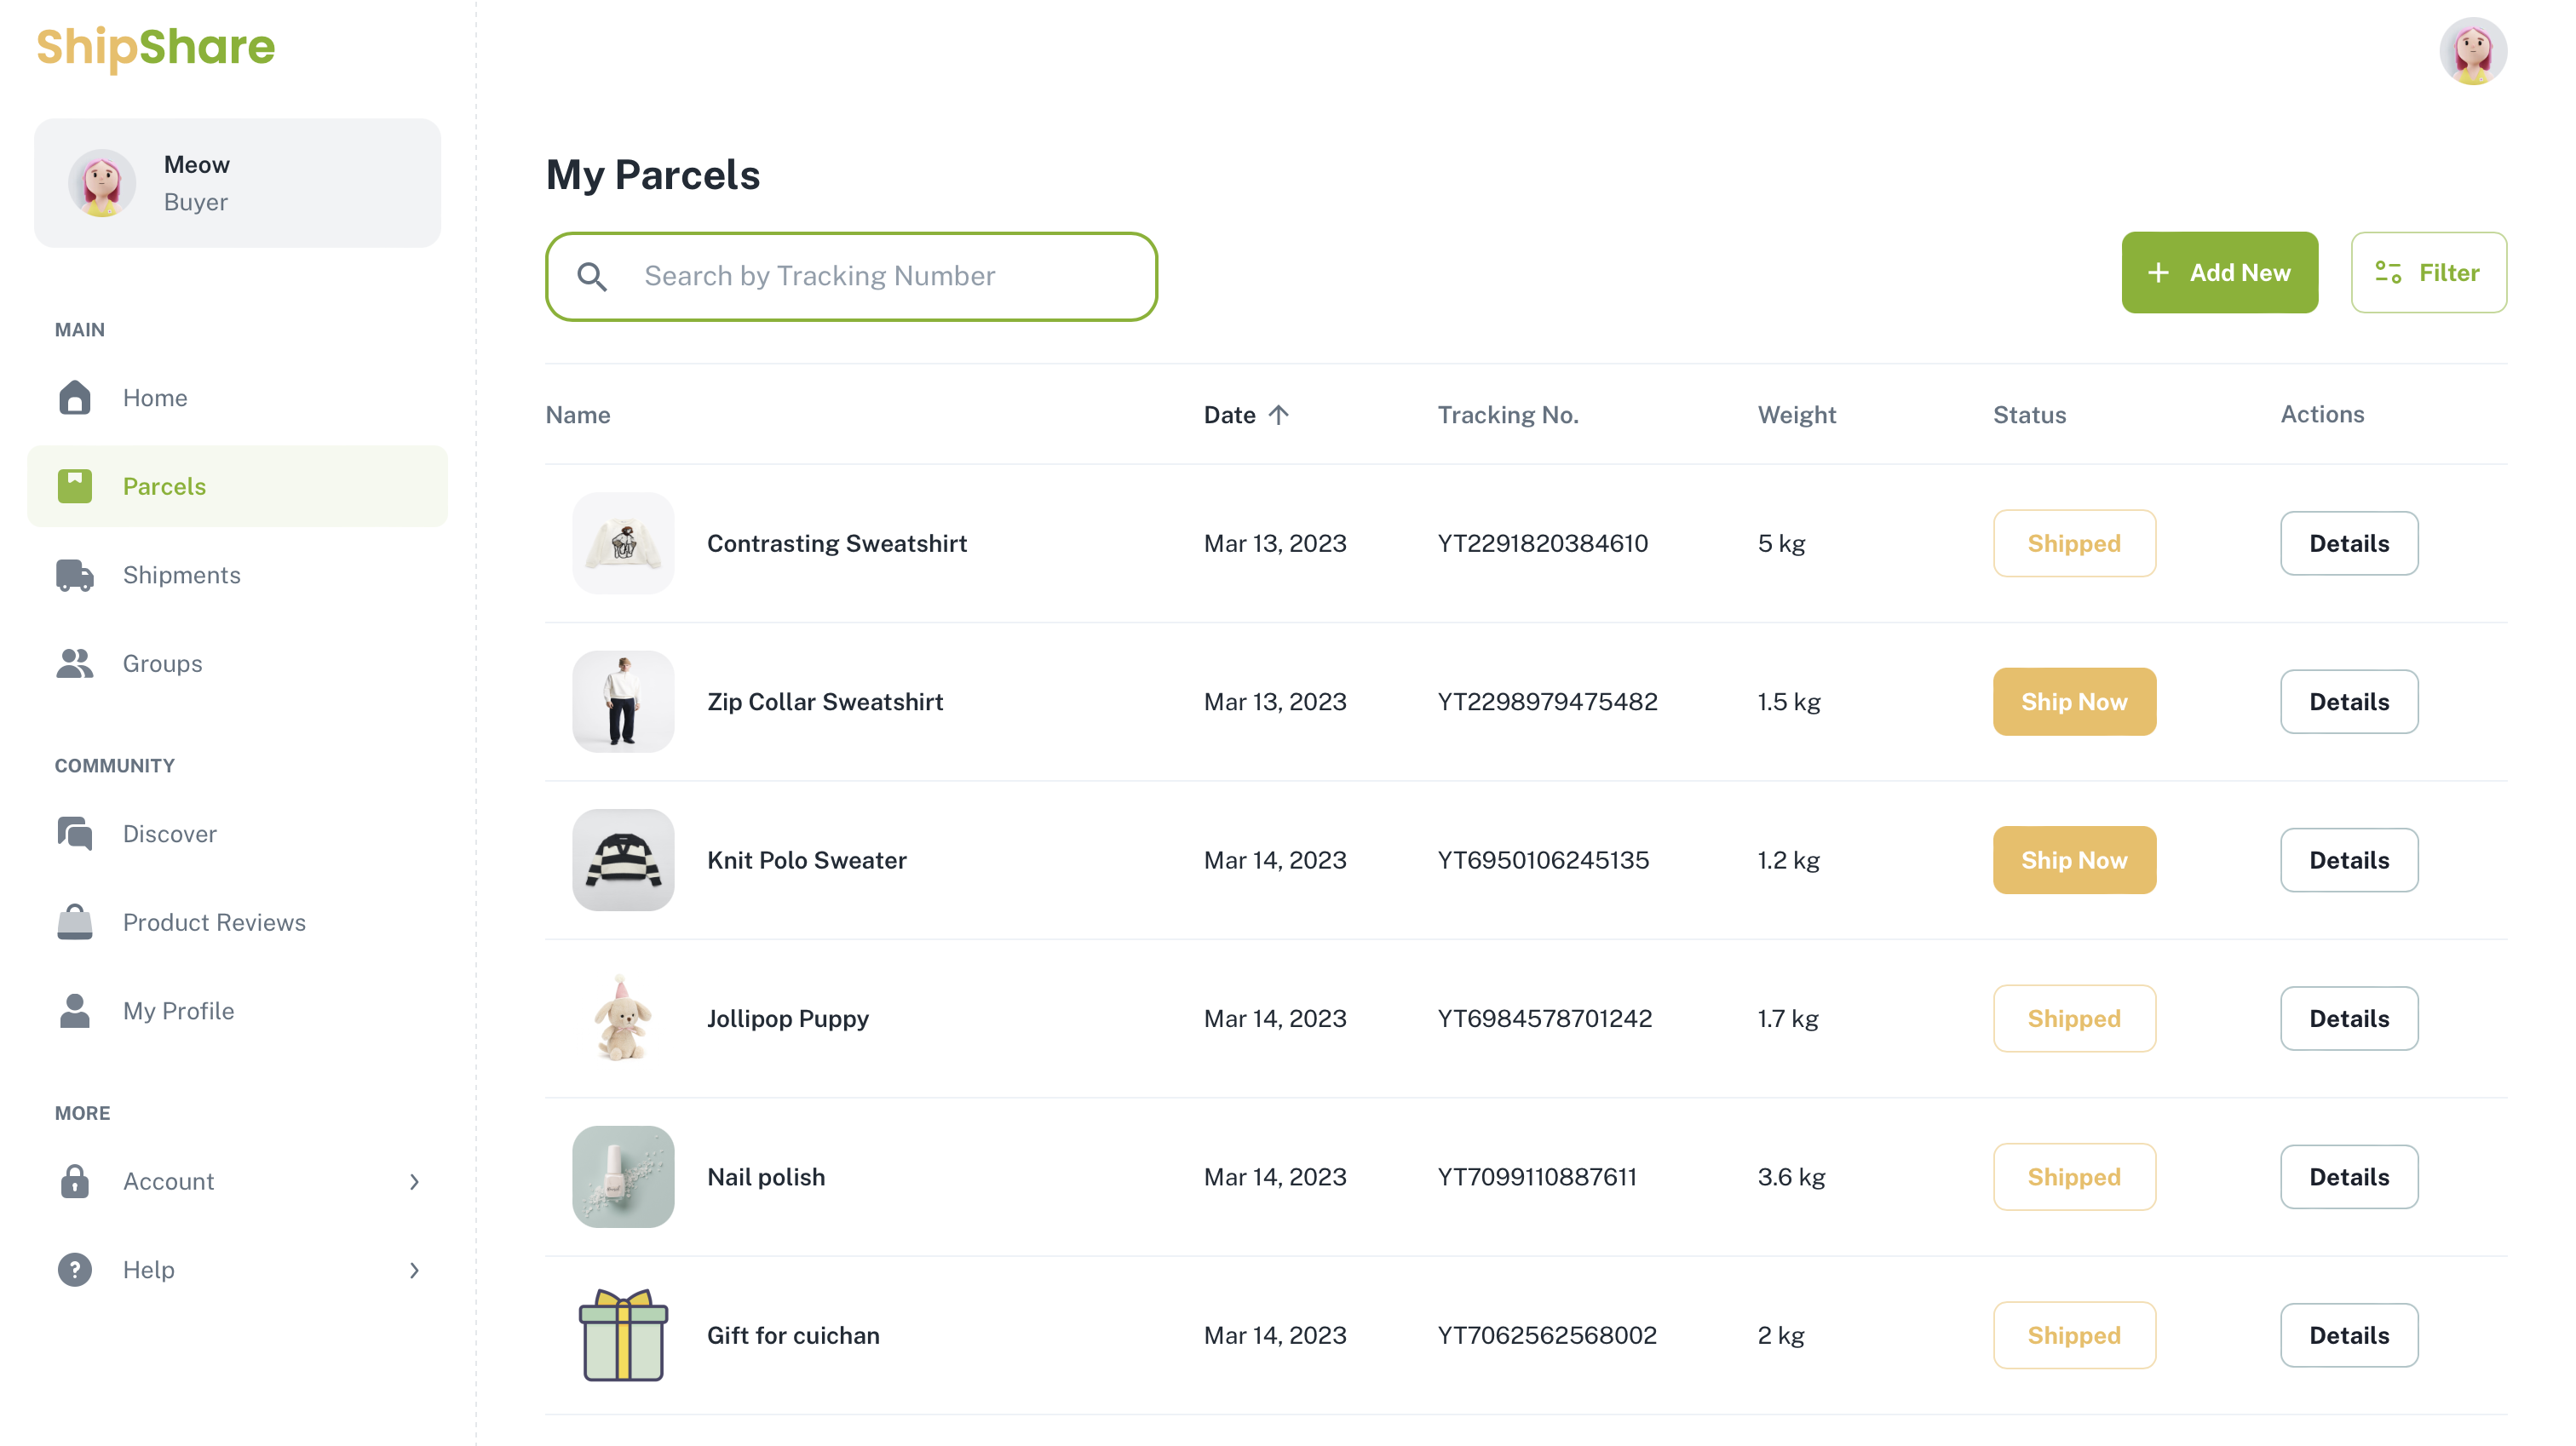 ShipShare
Meow
Buyer
MAIN
Home
Parcels
Shipments
Groups
COMMUNITY
Discover
Product Reviews
My Profile
MORE
Account
Help
My Parcels
Search by Tracking Number
Add New
Filter
Name Date Tracking No. Weight Status Actions
Contrasting Sweatshirt Mar 13, 2023 YT2291820384610 5 kg Shipped Details
Zip Collar Sweatshirt Mar 13, 2023 YT2298979475482 1.5 kg Ship Now Details
Knit Polo Sweater Mar 14, 2023 YT6950106245135 1.2 kg Ship Now Details
Jollipop Puppy Mar 14, 2023 YT6984578701242 1.7 kg Shipped Details
Nail polish Mar 14, 2023 YT7099110887611 3.6 kg Shipped Details
Gift for cuichan Mar 14, 2023 YT7062562568002 2 kg Shipped Details